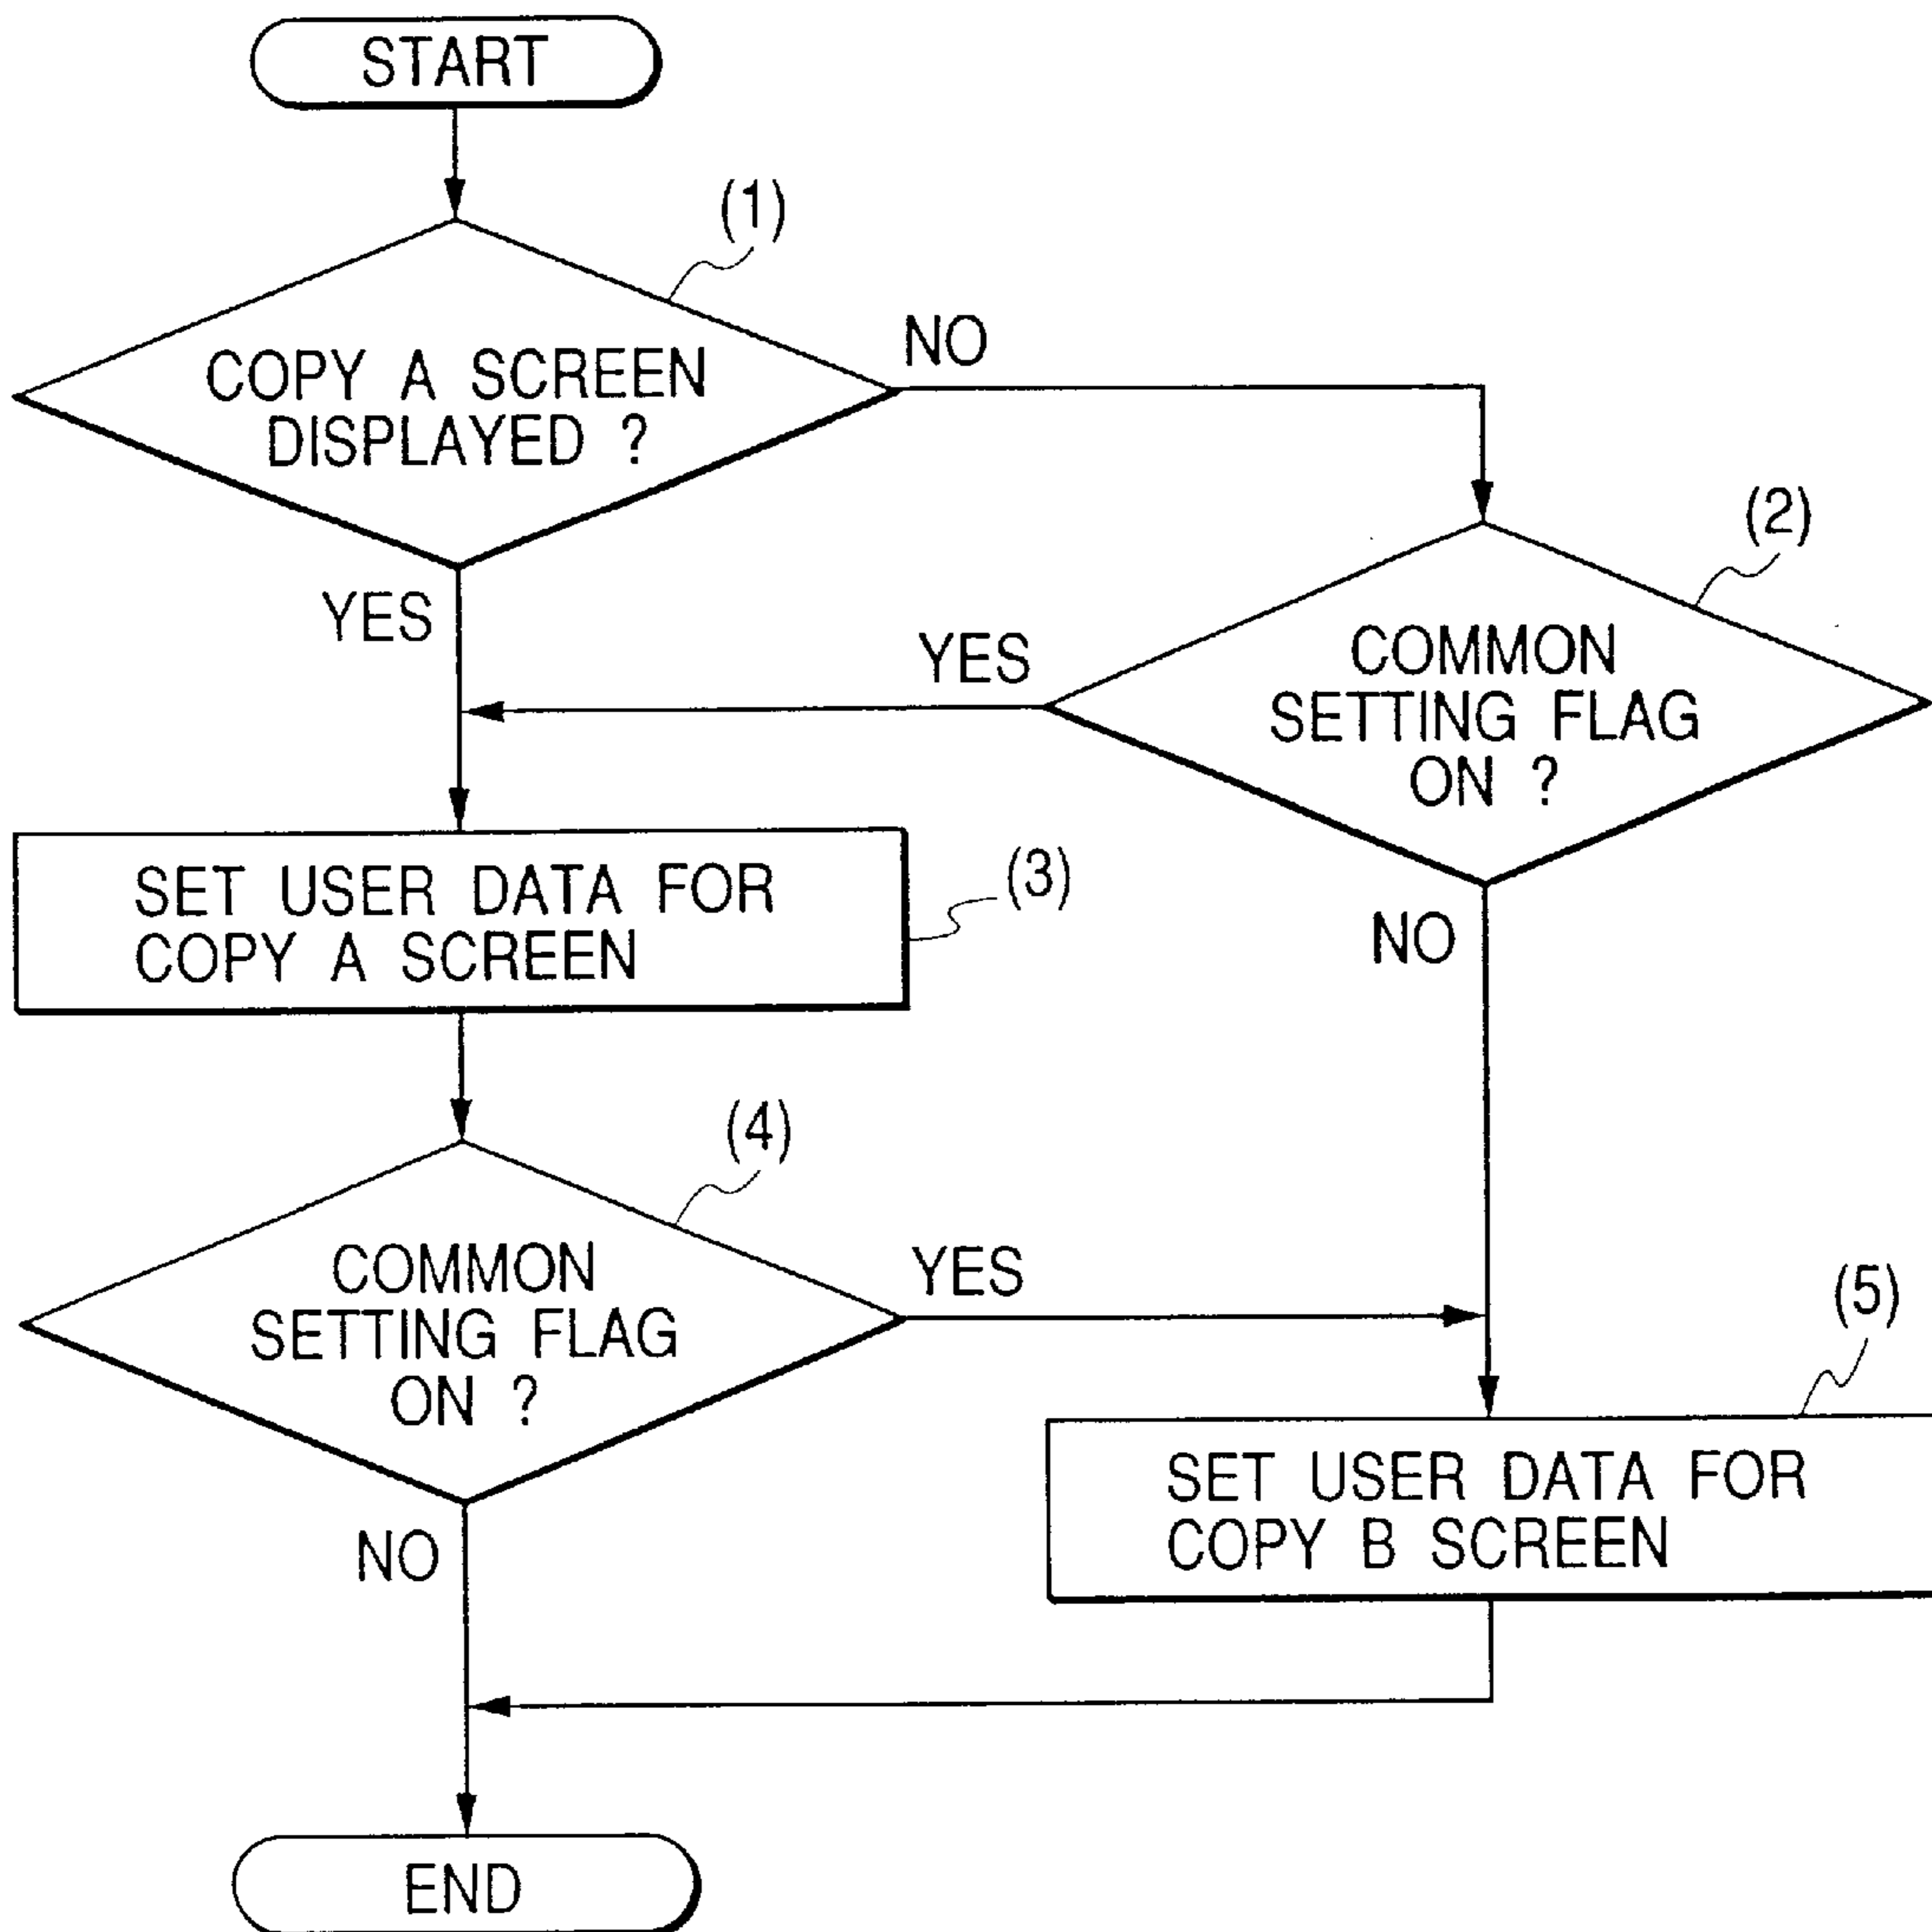 START
(1)
COPY A SCREEN
DISPLAYED ?
NO
YES
(2)
COMMON
SETTING FLAG
ON ?
YES
NO
SET USER DATA FOR
COPY A SCREEN
(3)
(4)
COMMON
SETTING FLAG
ON ?
YES
NO
(5)
SET USER DATA FOR
COPY B SCREEN
END